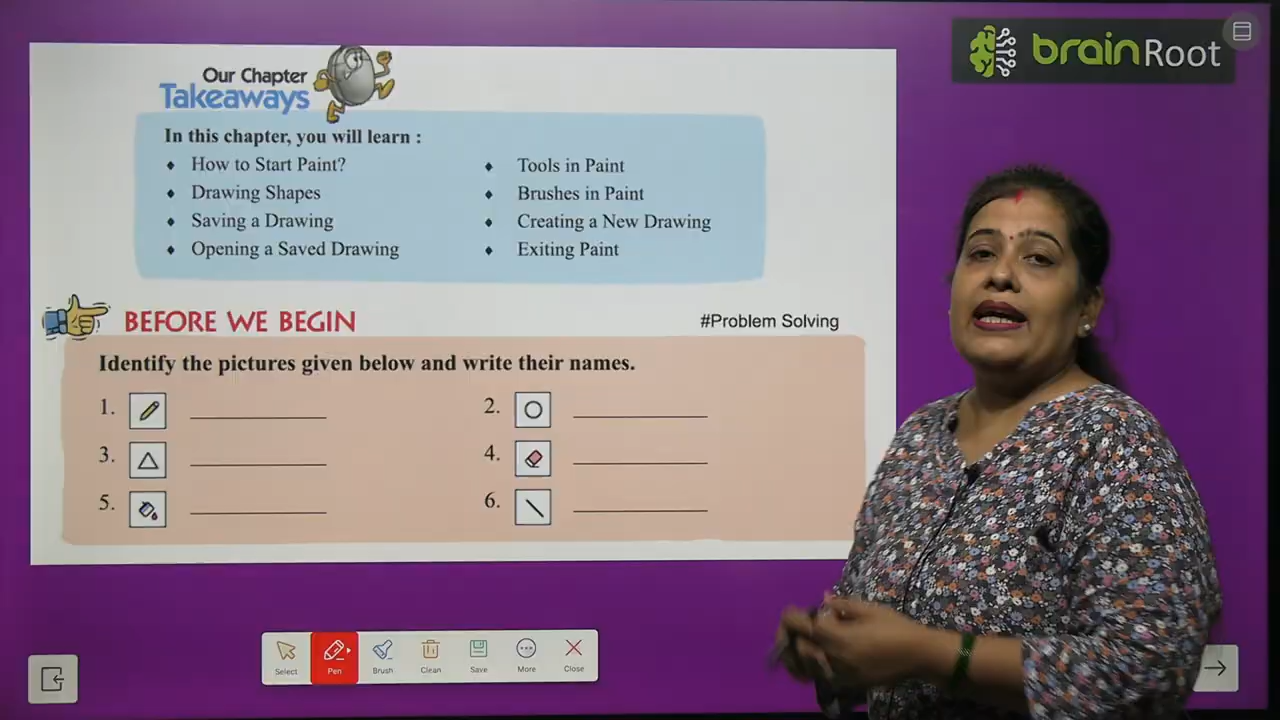 Our Chapter
Takeaways
brainRoot
In this chapter, you will learn :
How to Start Paint?
Tools in Paint
Drawing Shapes
Brushes in Paint
Saving a Drawing
Creating a New Drawing
Opening a Saved Drawing
Exiting Paint
BEFORE WE BEGIN
#Problem Solving
Identify the pictures given below and write their names.
1.
2.
3.
4.
5.
6.
Select Pen Brush Clean Save More Close